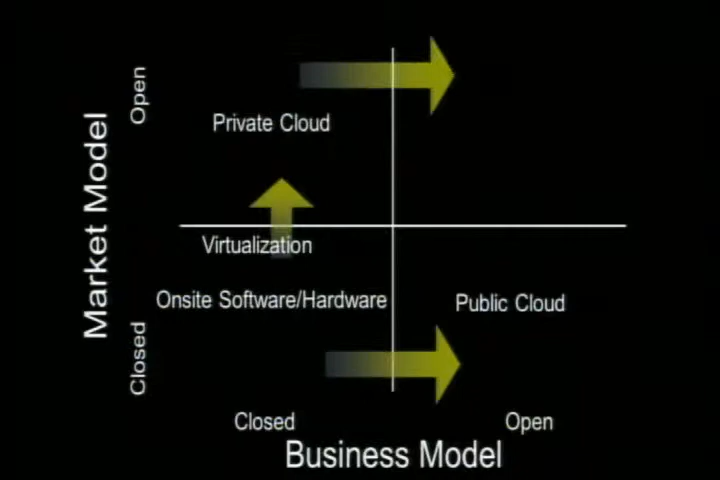 Open
Private Cloud
Market Model
Virtualization
Onsite Software/Hardware
Public Cloud
Closed
Closed
Open
Business Model